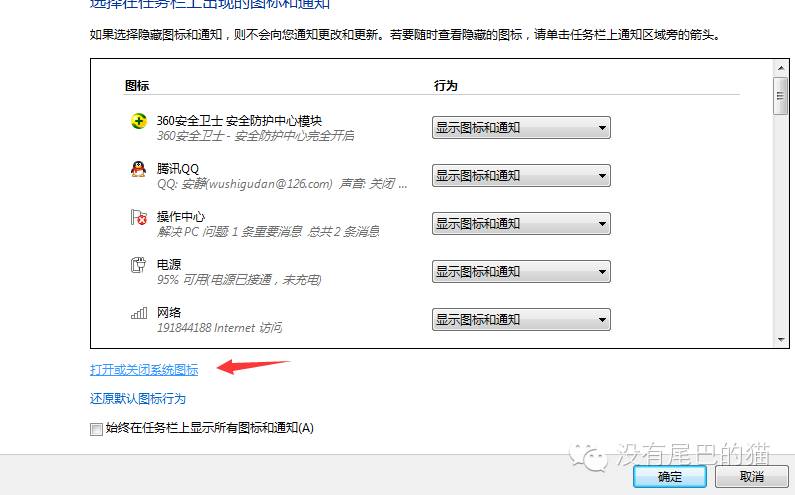 选择在任务栏上出现的图标和通知
如果选择隐藏图标和通知，则不会向您通知更改和更新。若要随时查看隐藏的图标，请单击任务栏上通知区域旁的箭头。
图标 行为
360安全卫士 安全防护中心模块
360安全卫士 - 安全防护中心完全开启
显示图标和通知
腾讯QQ
QQ: 安静(wushigudan@126.com) 声音: 关闭 ...
显示图标和通知
操作中心
解决 PC 问题: 1 条重要消息 总共 2 条消息
显示图标和通知
电源
95% 可用(电源已接通，未充电)
显示图标和通知
网络
191844188 Internet 访问
显示图标和通知
打开或关闭系统图标
还原默认图标行为
始终在任务栏上显示所有图标和通知(A)
没有尾巴的猫
确定 取消